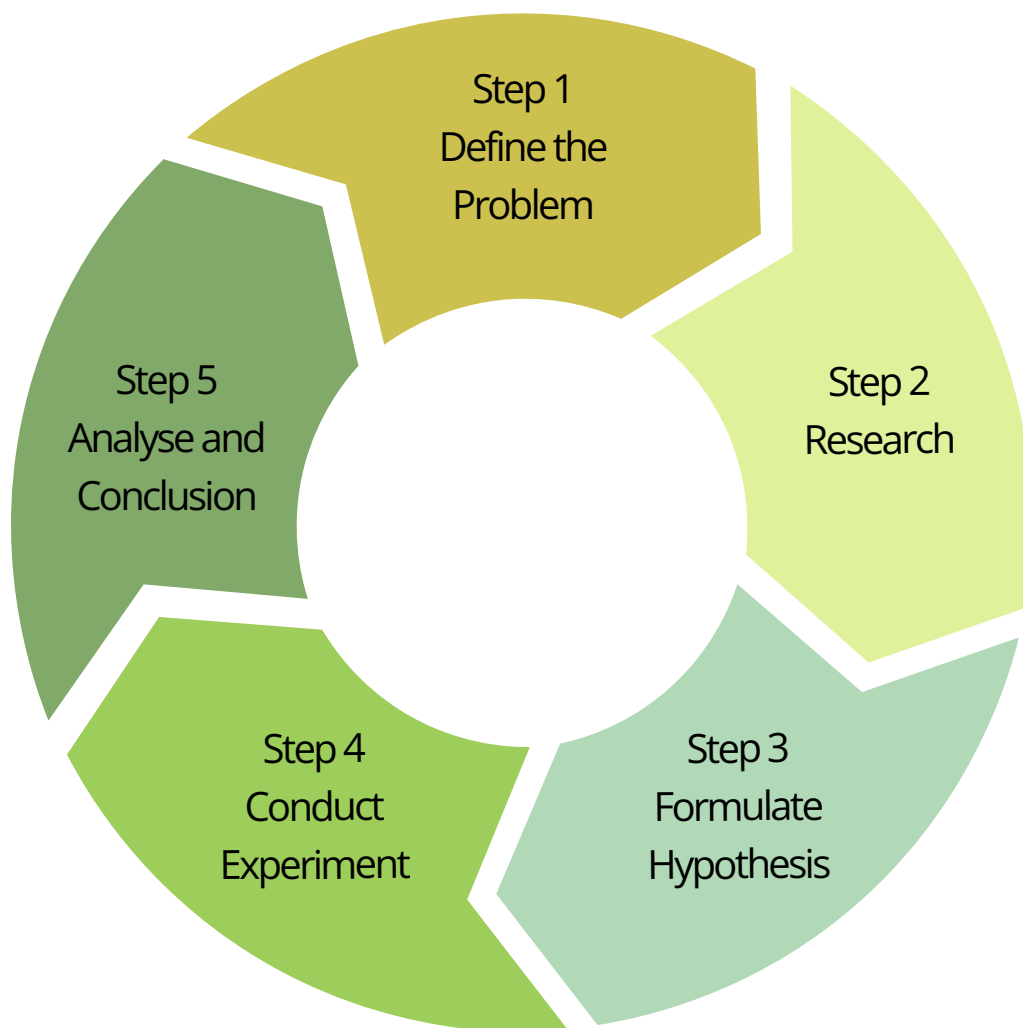 Step 1
Define the
Problem
Step 2
Research
Step 3
Formulate
Hypothesis
Step 4
Conduct
Experiment
Step 5
Analyse and
Conclusion